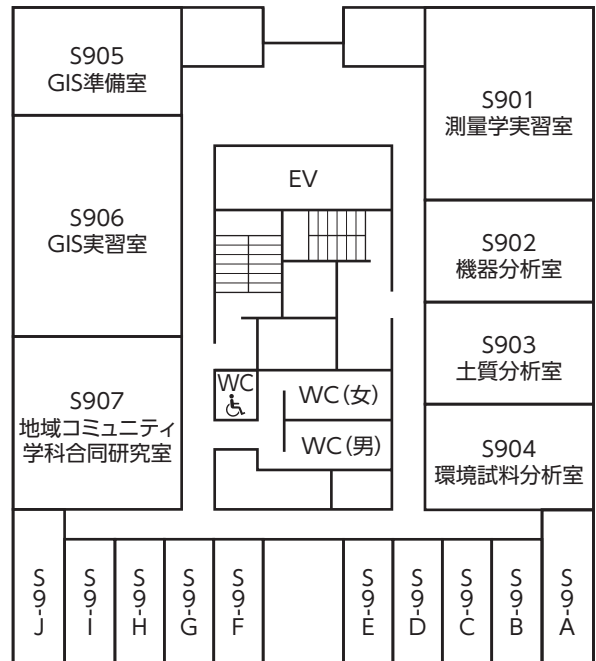 S905
GIS準備室
S901
測量学実習室
EV
S906
GIS実習室
S902
機器分析室
S903
土質分析室
WC
WC(女)
S907
地域コミュニティ
学科合同研究室
WC(男)
S904
環境試料分析室
S9-J
S9-I
S9-H
S9-G
S9-F
S9-E
S9-D
S9-C
S9-B
S9-A